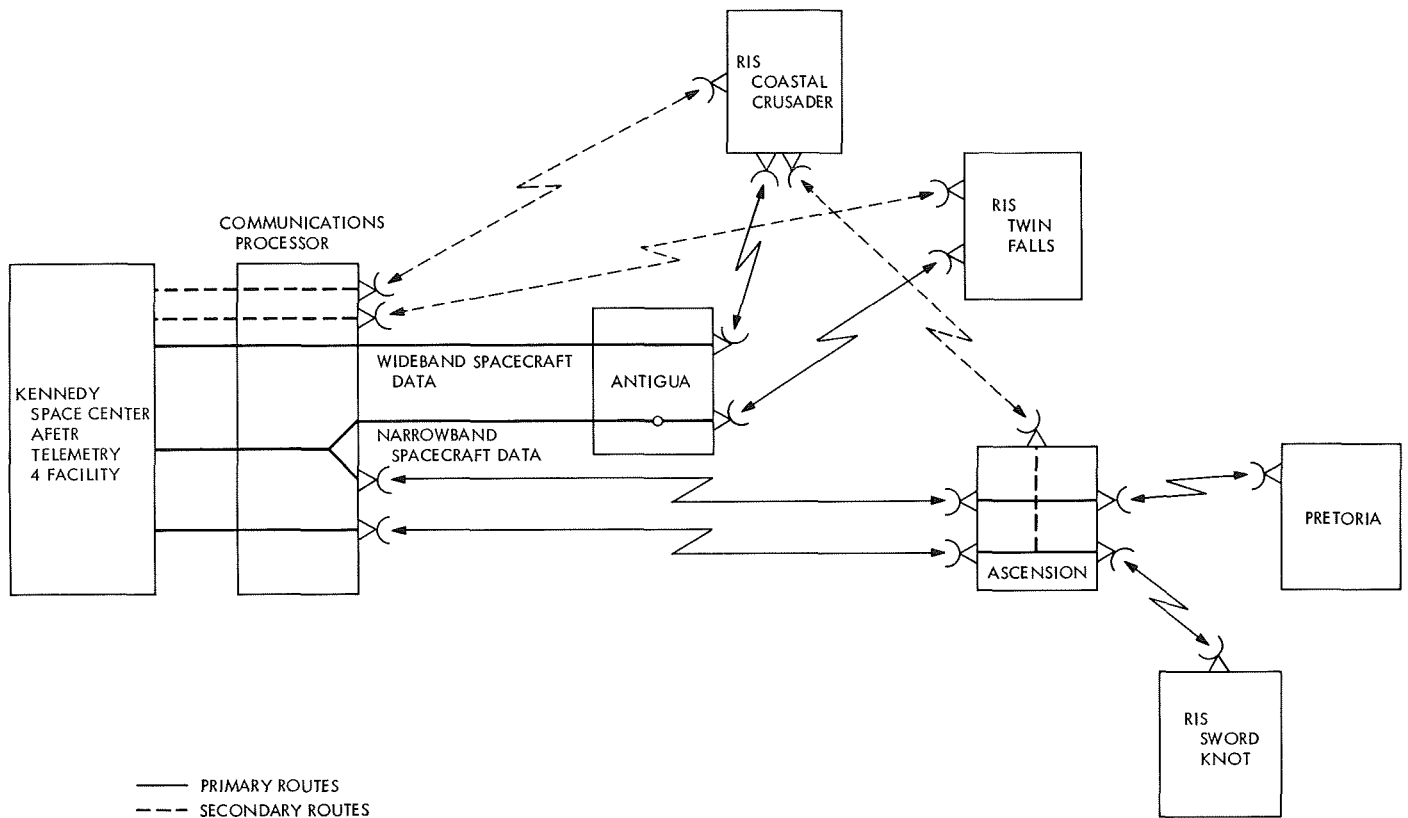 RIS
COASTAL
CRUSADER
RIS
TWIN
FALLS
COMMUNICATIONS
PROCESSOR
WIDEBAND SPACECRAFT
DATA
ANTIGUA
KENNEDY
SPACE CENTER
AFETR
TELEMETRY
4 FACILITY
NARROWBAND
SPACECRAFT DATA
PRETORIA
ASCENSION
RIS
SWORD
KNOT
PRIMARY ROUTES
SECONDARY ROUTES